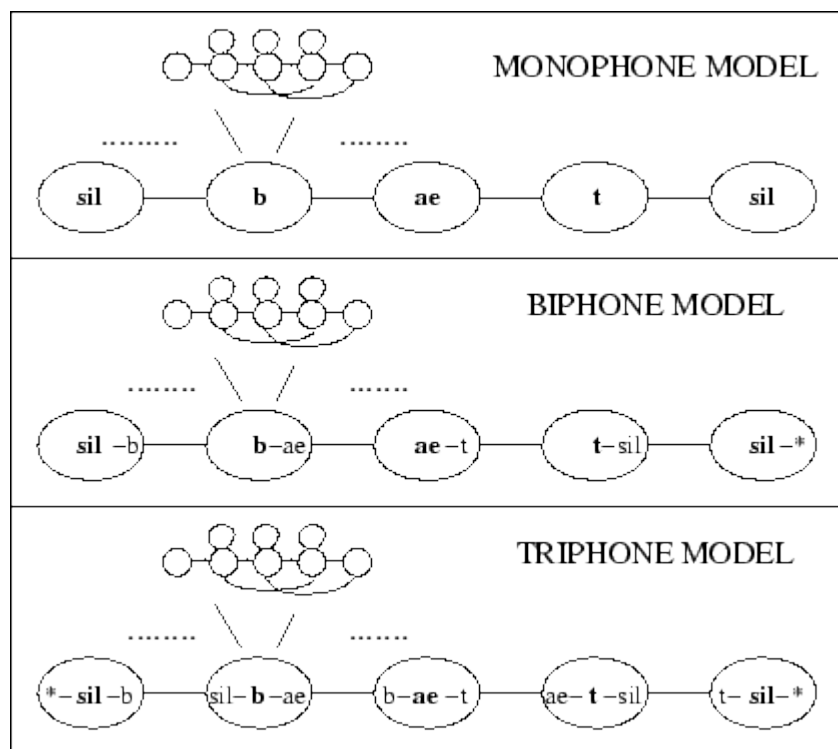 MONOPHONE MODEL
......... ........
sil b ae t sil
BIPHONE MODEL
........ .......
sil -b b-ae ae-t t-sil sil-*
TRIPHONE MODEL
........ .......
*-sil-b sil-b-ae b-ae-t ae-t-sil t-sil-*